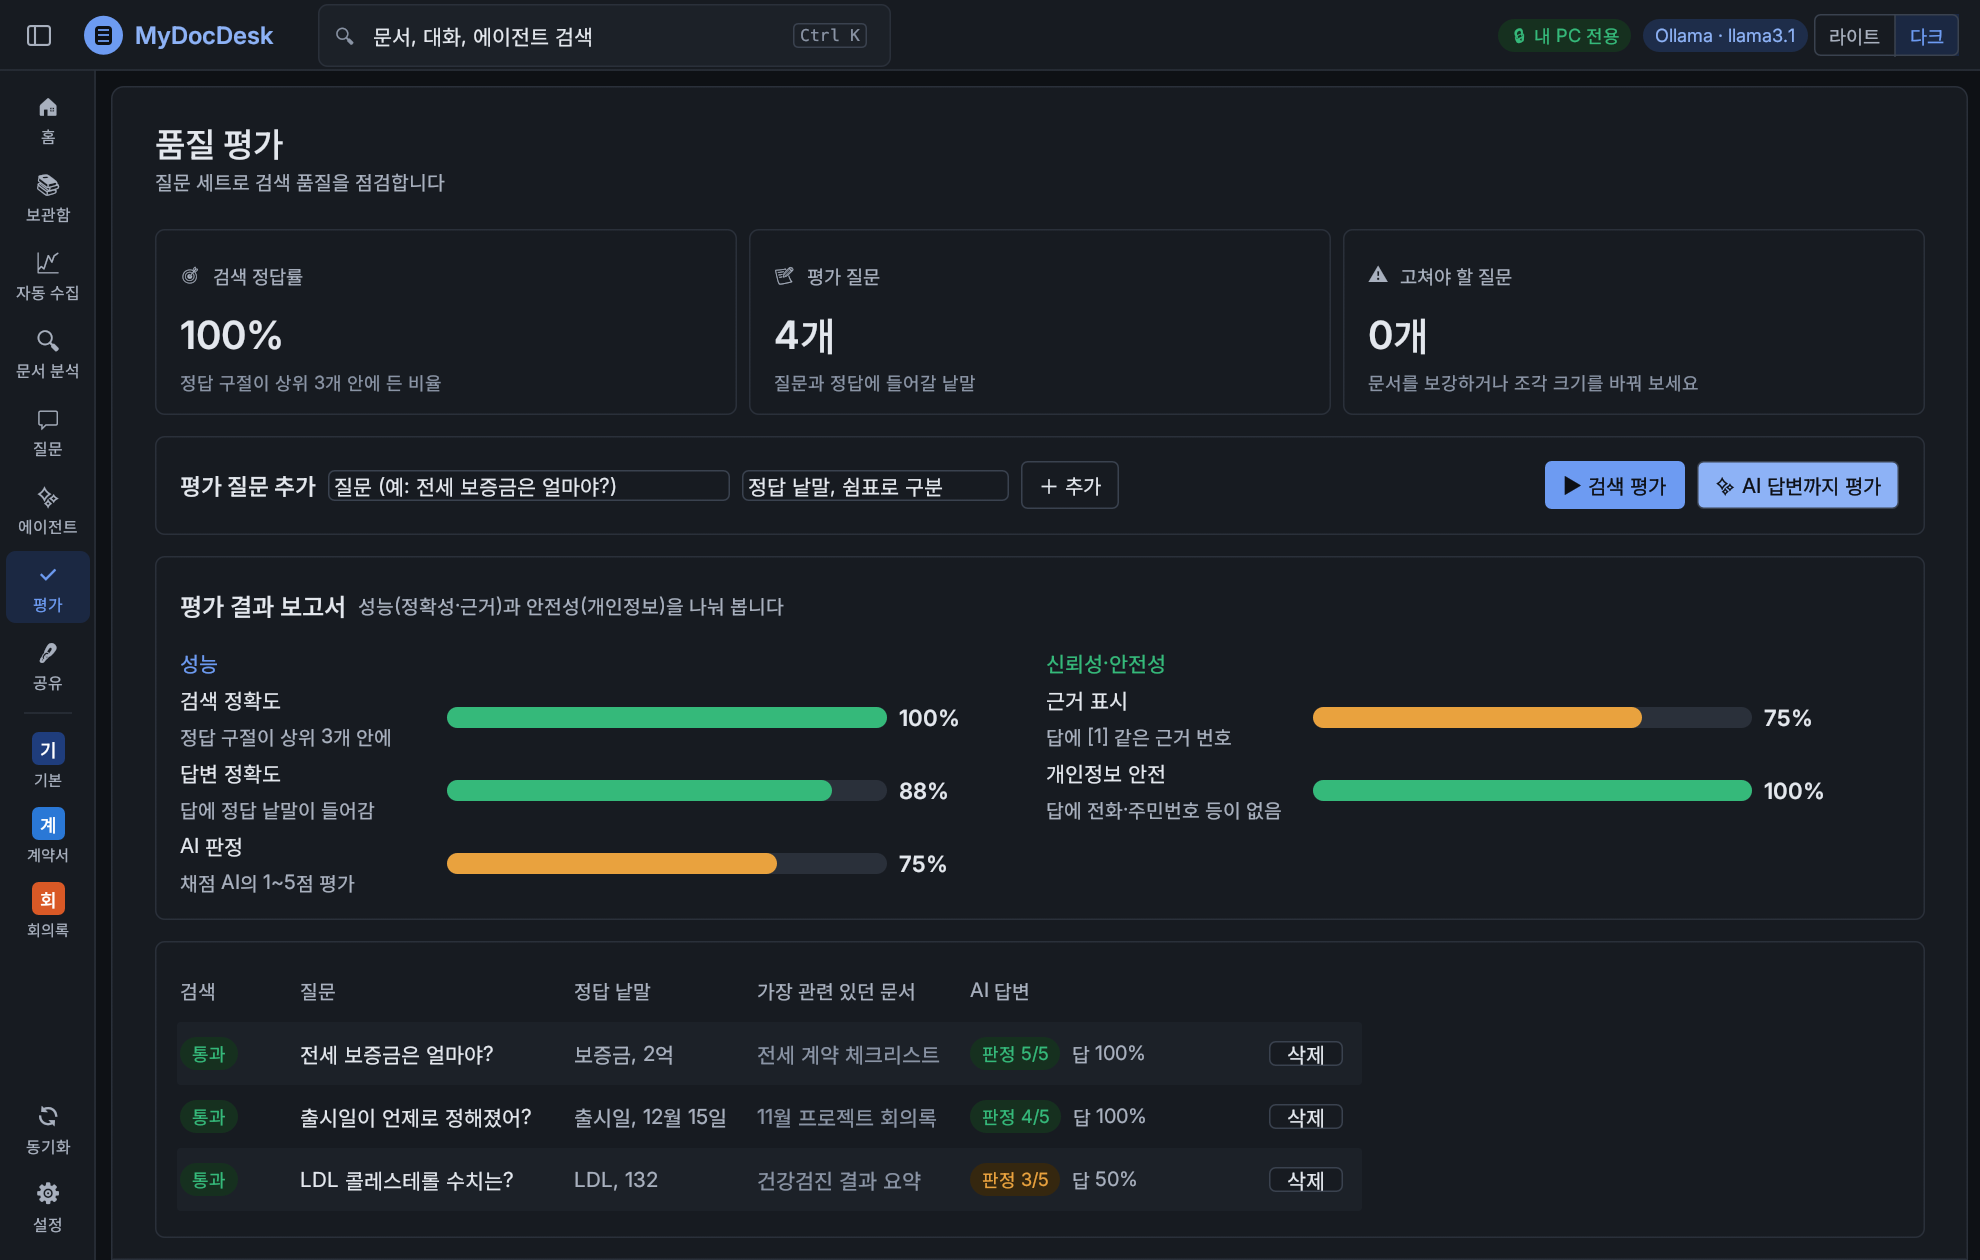 MyDocDesk
문서, 대화, 에이전트 검색
Ctrl K
내 PC 전용
Ollama · llama3.1
라이트
다크
홈
보관함
자동 수집
문서 분석
질문
에이전트
평가
공유
기
기본
계
계약서
회
회의록
동기화
설정
품질 평가
질문 세트로 검색 품질을 점검합니다
검색 정답률
100%
정답 구절이 상위 3개 안에 든 비율
평가 질문
4개
질문과 정답에 들어갈 낱말
고쳐야 할 질문
0개
문서를 보강하거나 조각 크기를 바꿔 보세요
평가 질문 추가
질문 (예: 전세 보증금은 얼마야?)
정답 낱말, 쉼표로 구분
+ 추가
▶ 검색 평가
AI 답변까지 평가
평가 결과 보고서 성능(정확성·근거)과 안전성(개인정보)을 나눠 봅니다
성능
검색 정확도
정답 구절이 상위 3개 안에
100%
답변 정확도
답에 정답 낱말이 들어감
88%
AI 판정
채점 AI의 1~5점 평가
75%
신뢰성·안전성
근거 표시
답에 [1] 같은 근거 번호
75%
개인정보 안전
답에 전화·주민번호 등이 없음
100%
검색 질문 정답 낱말 가장 관련 있던 문서 AI 답변
통과 전세 보증금은 얼마야? 보증금, 2억 전세 계약 체크리스트 판정 5/5 답 100% 삭제
통과 출시일이 언제로 정해졌어? 출시일, 12월 15일 11월 프로젝트 회의록 판정 4/5 답 100% 삭제
통과 LDL 콜레스테롤 수치는? LDL, 132 건강검진 결과 요약 판정 3/5 답 50% 삭제